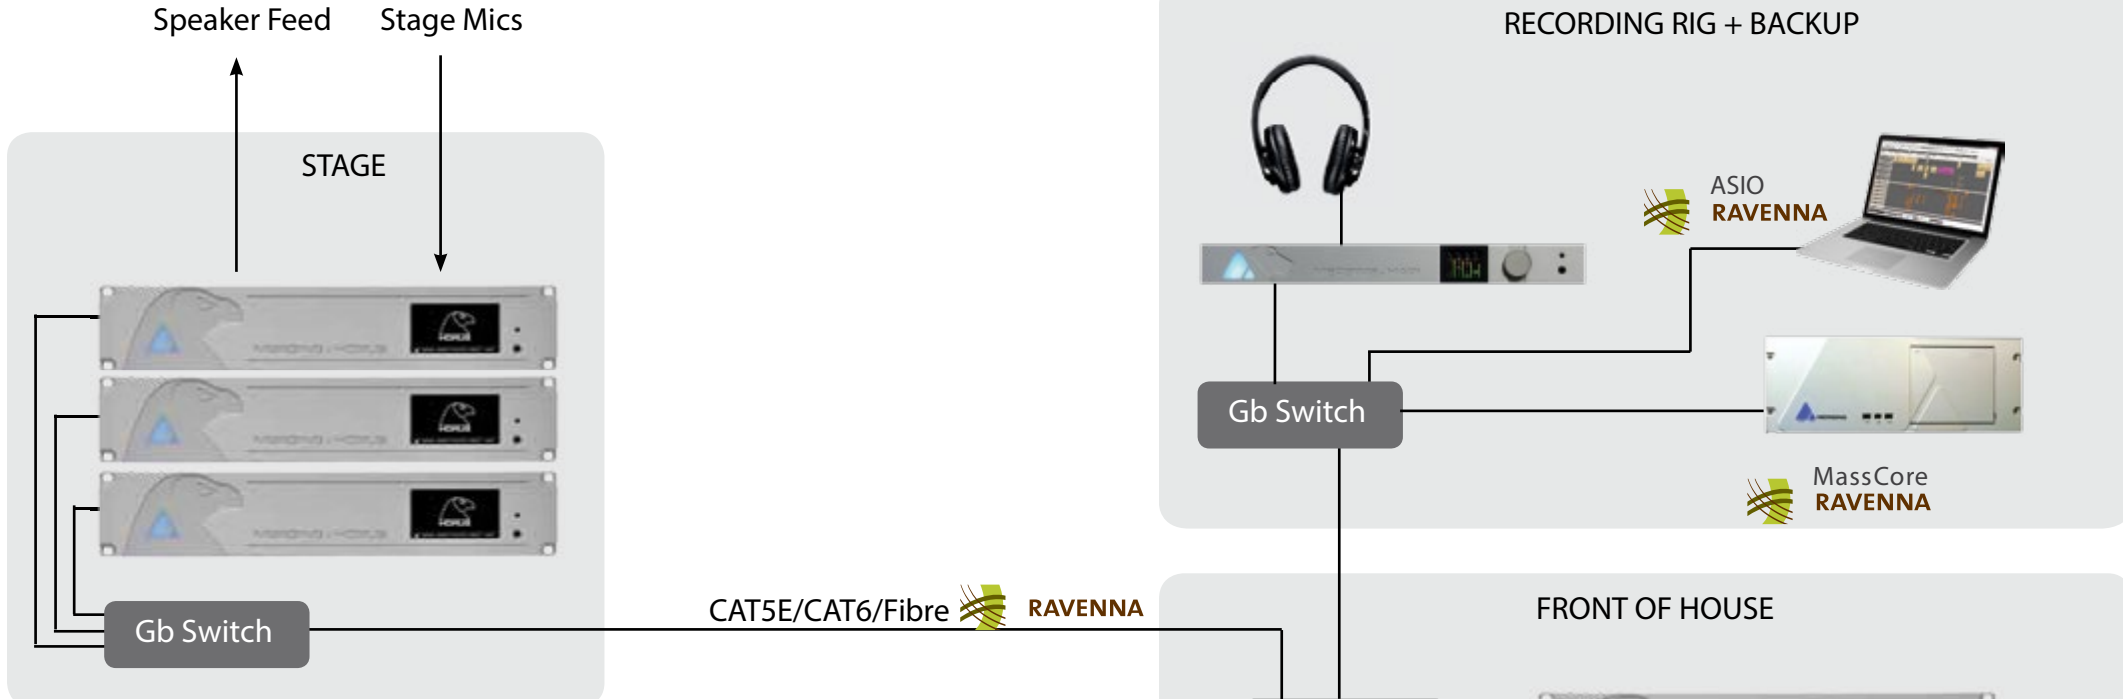 Speaker Feed
Stage Mics
STAGE
Gb Switch
CAT5E/CAT6/Fibre
RAVENNA
RECORDING RIG + BACKUP
ASIO
RAVENNA
Gb Switch
MassCore
RAVENNA
FRONT OF HOUSE